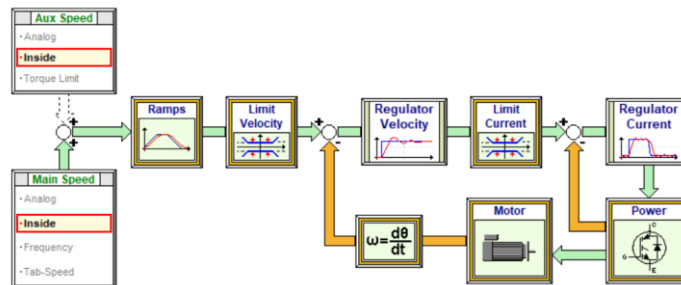 Aux Speed
·Analog
·Inside
·Torque Limit
+
+
Main Speed
·Analog
·Inside
·Frequency
·Tab-Speed
Ramps
Limit
Velocity
+
-
Regulator
Velocity
Limit
Current
+
-
Regulator
Current
ω=dθ/dt
Motor
Power
C
G
E